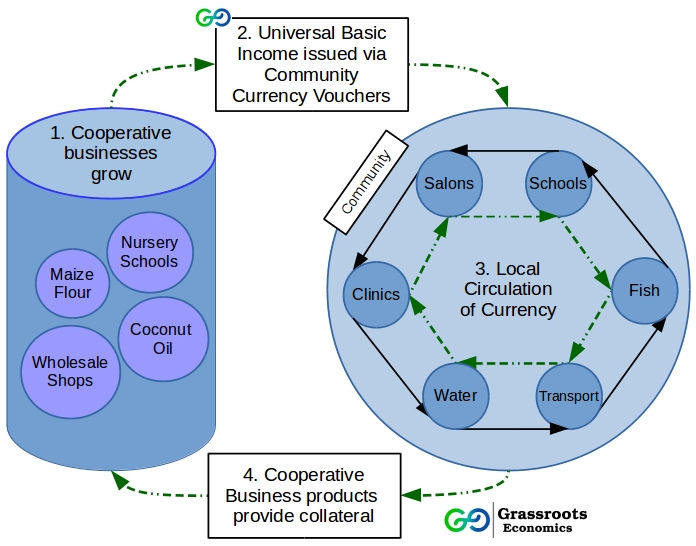 2. Universal Basic
Income issued via
Community
Currency Vouchers
1. Cooperative
businesses
grow
Nursery
Schools
Maize
Flour
Coconut
Oil
Wholesale
Shops
Community
Salons
Schools
Clinics
3. Local
Circulation
of Currency
Fish
Water
Transport
4. Cooperative
Business products
provide collateral
Grassroots
Economics